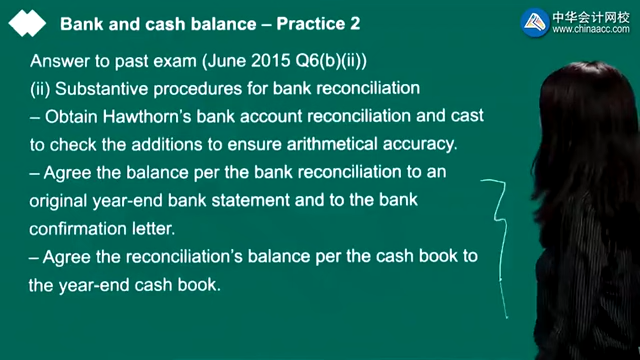 Bank and cash balance – Practice 2
中华会计网校
www.chinaacc.com
Answer to past exam (June 2015 Q6(b)(ii))
(ii) Substantive procedures for bank reconciliation
– Obtain Hawthorn's bank account reconciliation and cast
to check the additions to ensure arithmetical accuracy.
– Agree the balance per the bank reconciliation to an
original year-end bank statement and to the bank
confirmation letter.
– Agree the reconciliation's balance per the cash book to
the year-end cash book.